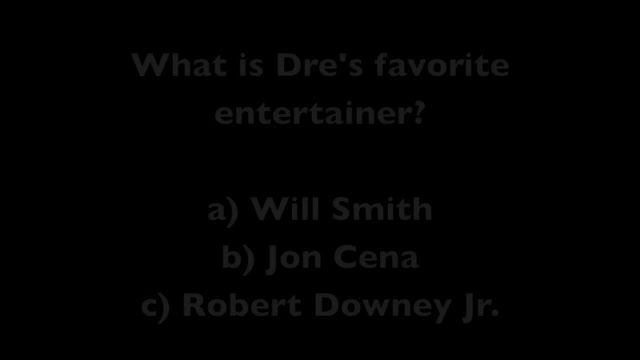 What is Dre's favorite
entertainer?
a) Will Smith
b) Jon Cena
c) Robert Downey Jr.